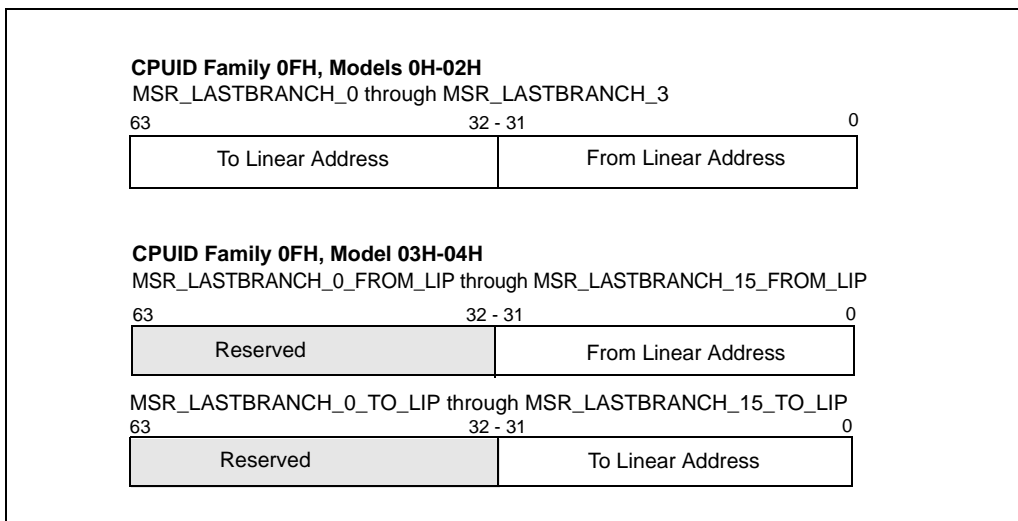 CPUID Family 0FH, Models 0H-02H
MSR_LASTBRANCH_0 through MSR_LASTBRANCH_3
63 32 - 31 0
To Linear Address From Linear Address
CPUID Family 0FH, Model 03H-04H
MSR_LASTBRANCH_0_FROM_LIP through MSR_LASTBRANCH_15_FROM_LIP
63 32 - 31 0
Reserved From Linear Address
MSR_LASTBRANCH_0_TO_LIP through MSR_LASTBRANCH_15_TO_LIP
63 32 - 31 0
Reserved To Linear Address